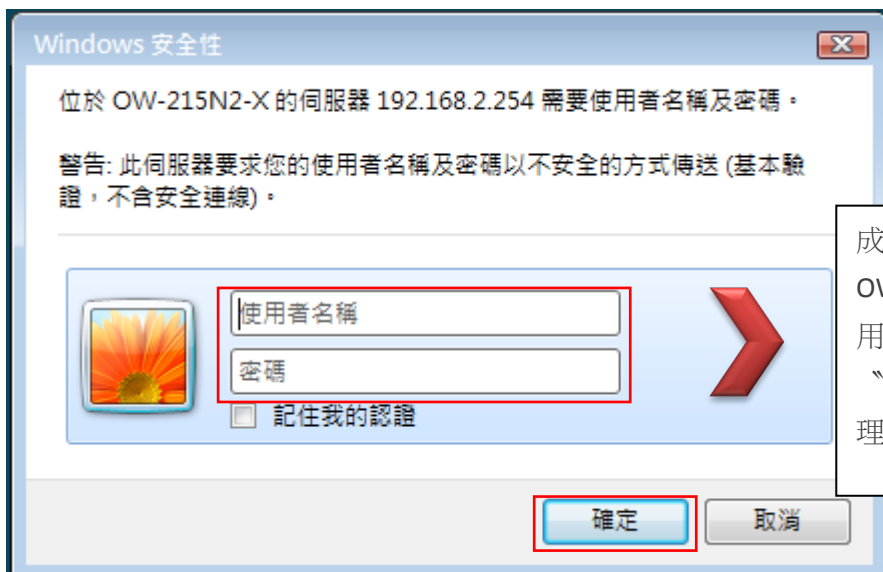 Windows 安全性
位於 OW-215N2-X 的伺服器 192.168.2.254 需要使用者名稱及密碼。
警告: 此伺服器要求您的使用者名稱及密碼以不安全的方式傳送 (基本驗
證，不含安全連線)。
使用者名稱
密碼
記住我的認證
確定
取消
成
OW
用
〝
理